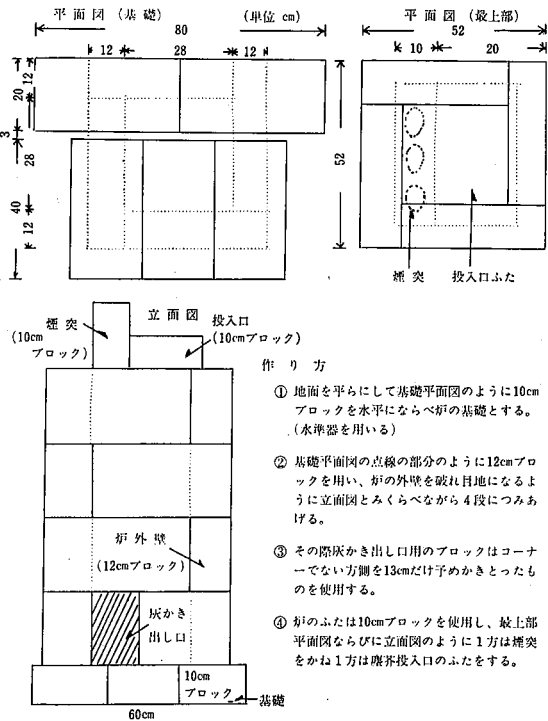 平面図（基礎）
（単位cm）
80
12
28
12
12
20
3
28
40
12
平面図（最上部）
52
10
20
52
煙突
投入口ふた
立面図
煙突
（10cm
ブロック）
投入口
（10cmブロック）
炉外壁
（12cmブロック）
灰かき
出し口
10cm
ブロック
基礎
60cm
作り方
① 地面を平らにして基礎平面図のように10cm
ブロックを水平にならべ炉の基礎とする。
（水準器を用いる）
② 基礎平面図の点線の部分のように12cmブロ
ックを用い、炉の外壁を破れ目地になるよ
うに立面図とみくらべながら4段につみあ
げる。
③ その際灰かき出し口用のブロックはコーナ
ーでない方側を13cmだけ予めかきとったも
のを使用する。
④ 炉のふたは10cmブロックを使用し、最上部
平面図ならびに立面図のように1方は煙突
をかね1方は塵芥投入口のふたをする。